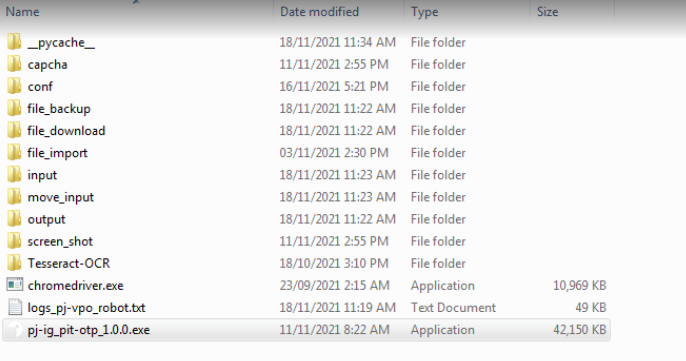 Name Date modified Type Size
__pycache__ 18/11/2021 11:34 AM File folder
capcha 11/11/2021 2:55 PM File folder
conf 16/11/2021 5:21 PM File folder
file_backup 18/11/2021 11:22 AM File folder
file_download 18/11/2021 11:22 AM File folder
file_import 03/11/2021 2:30 PM File folder
input 18/11/2021 11:23 AM File folder
move_input 18/11/2021 11:23 AM File folder
output 18/11/2021 11:22 AM File folder
screen_shot 11/11/2021 2:55 PM File folder
Tesseract-OCR 18/10/2021 3:10 PM File folder
chromedriver.exe 23/09/2021 2:15 AM Application 10,969 KB
logs_pj-vpo_robot.txt 18/11/2021 11:19 AM Text Document 49 KB
pj-ig_pit-otp_1.0.0.exe 11/11/2021 8:22 AM Application 42,150 KB